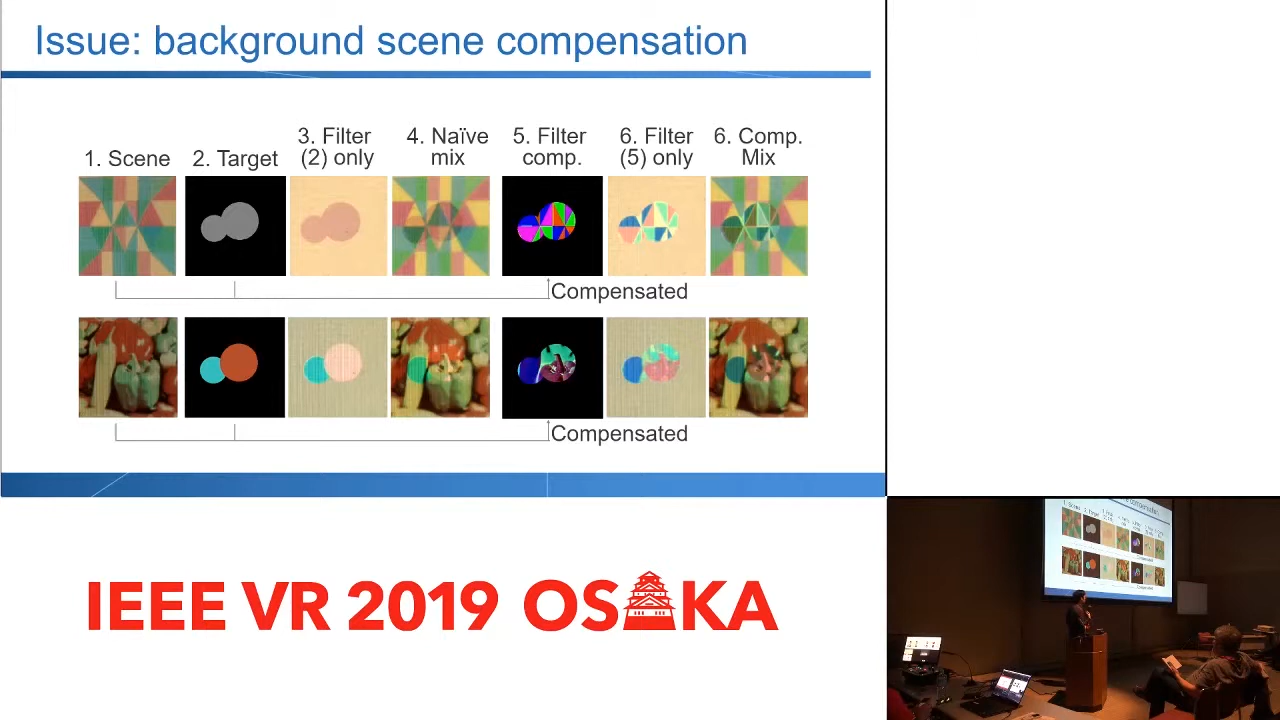 Issue: background scene compensation
1. Scene
2. Target
3. Filter
(2) only
4. Naïve
mix
5. Filter
comp.
6. Filter
(5) only
6. Comp.
Mix
Compensated
Compensated
IEEE VR 2019 OSAKA